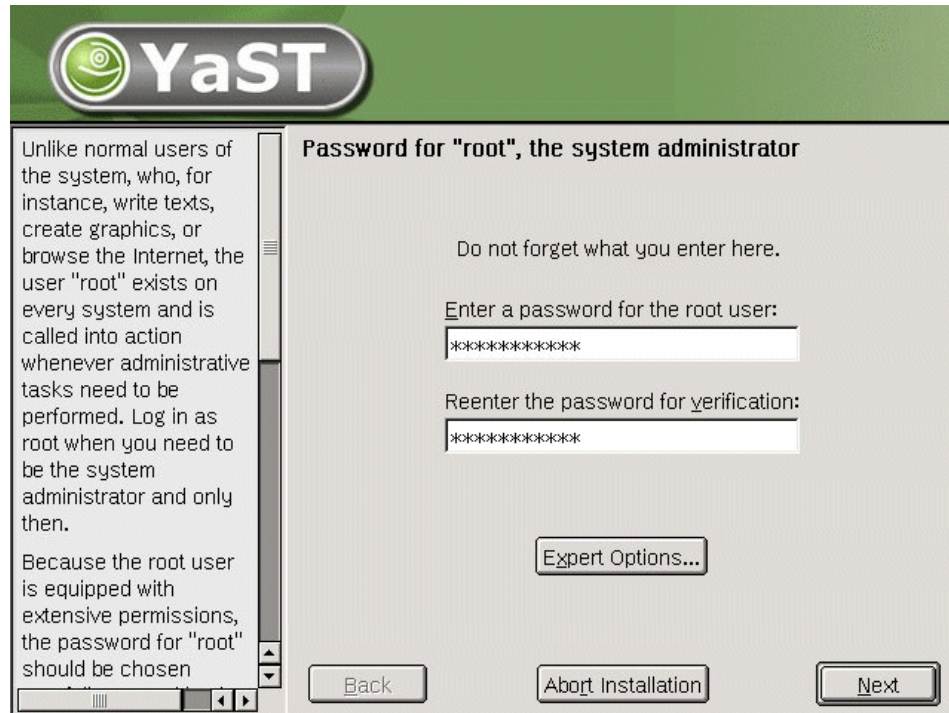 YaST
Unlike normal users of
the system, who, for
instance, write texts,
create graphics, or
browse the Internet, the
user "root" exists on
every system and is
called into action
whenever administrative
tasks need to be
performed. Log in as
root when you need to
be the system
administrator and only
then.
Because the root user
is equipped with
extensive permissions,
the password for "root"
should be chosen
Password for "root", the system administrator
Do not forget what you enter here.
Enter a password for the root user:
***********
Reenter the password for verification:
***********
Expert Options...
Back
Abort Installation
Next